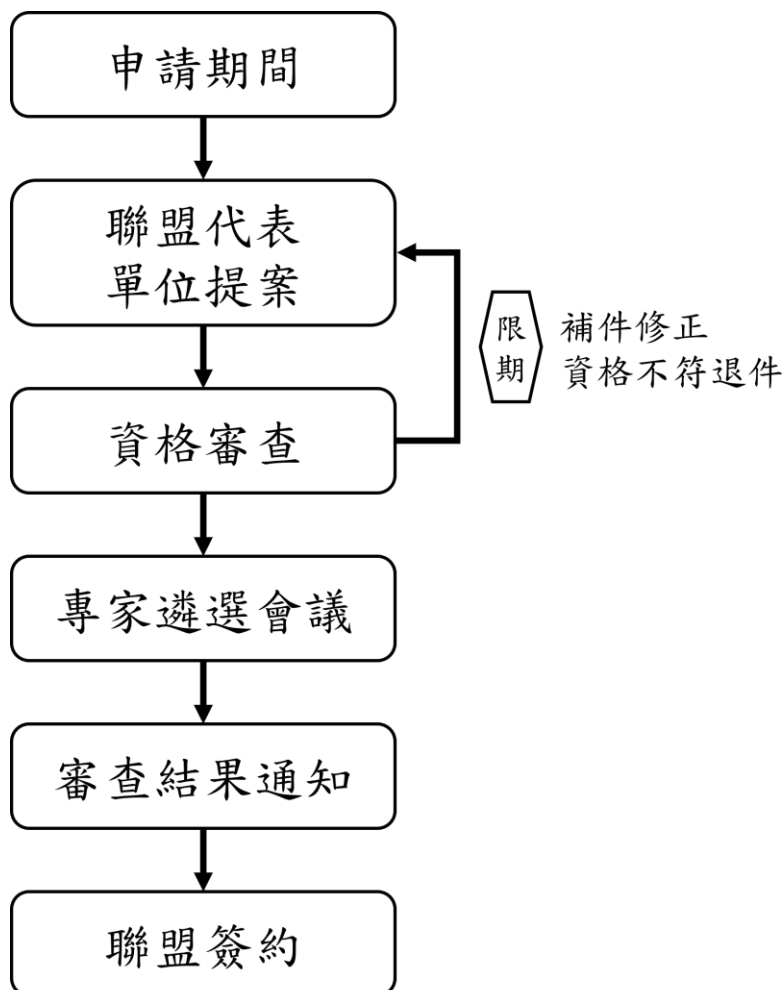 申請期間
聯盟代表
單位提案
限
期
補件修正
資格不符退件
資格審查
專家遴選會議
審查結果通知
聯盟簽約